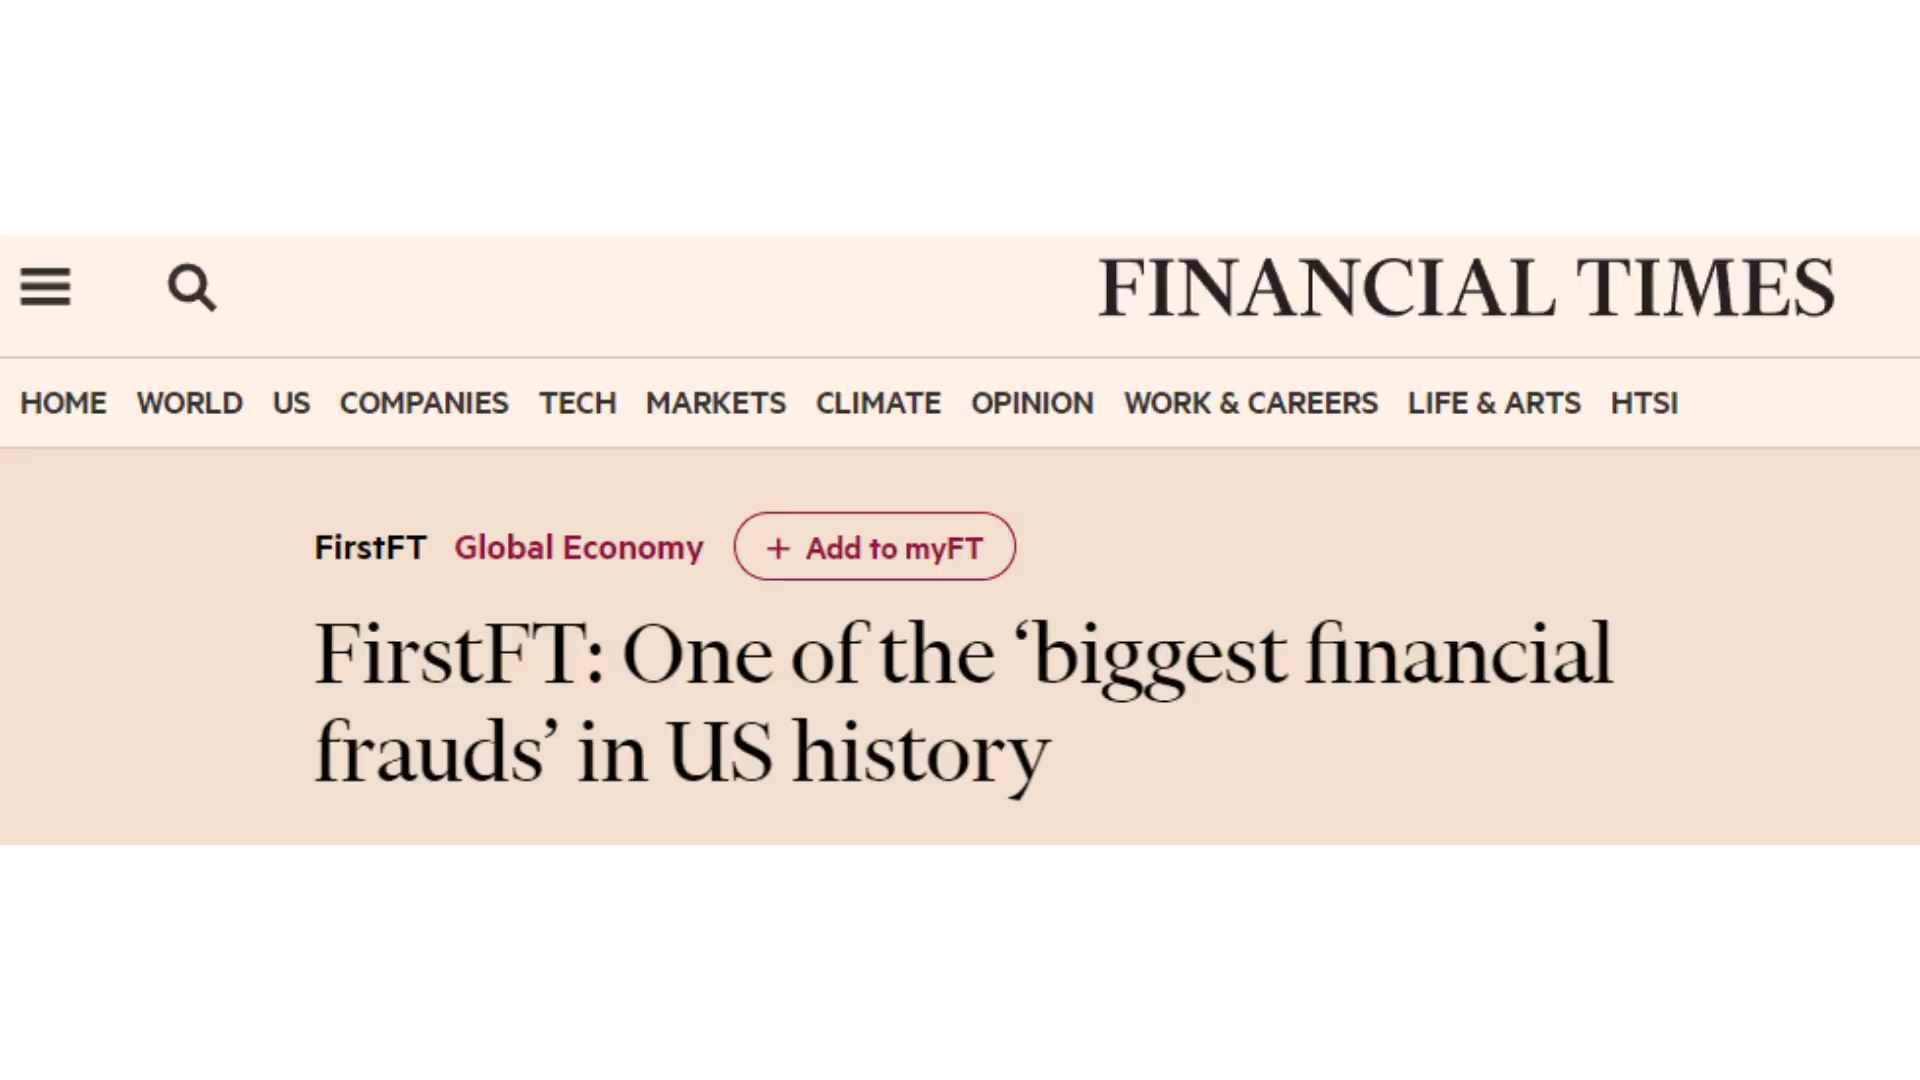 FINANCIAL TIMES
HOME WORLD US COMPANIES TECH MARKETS CLIMATE OPINION WORK & CAREERS LIFE & ARTS HTSI
FirstFT Global Economy + Add to myFT
FirstFT: One of the ‘biggest financial
frauds’ in US history